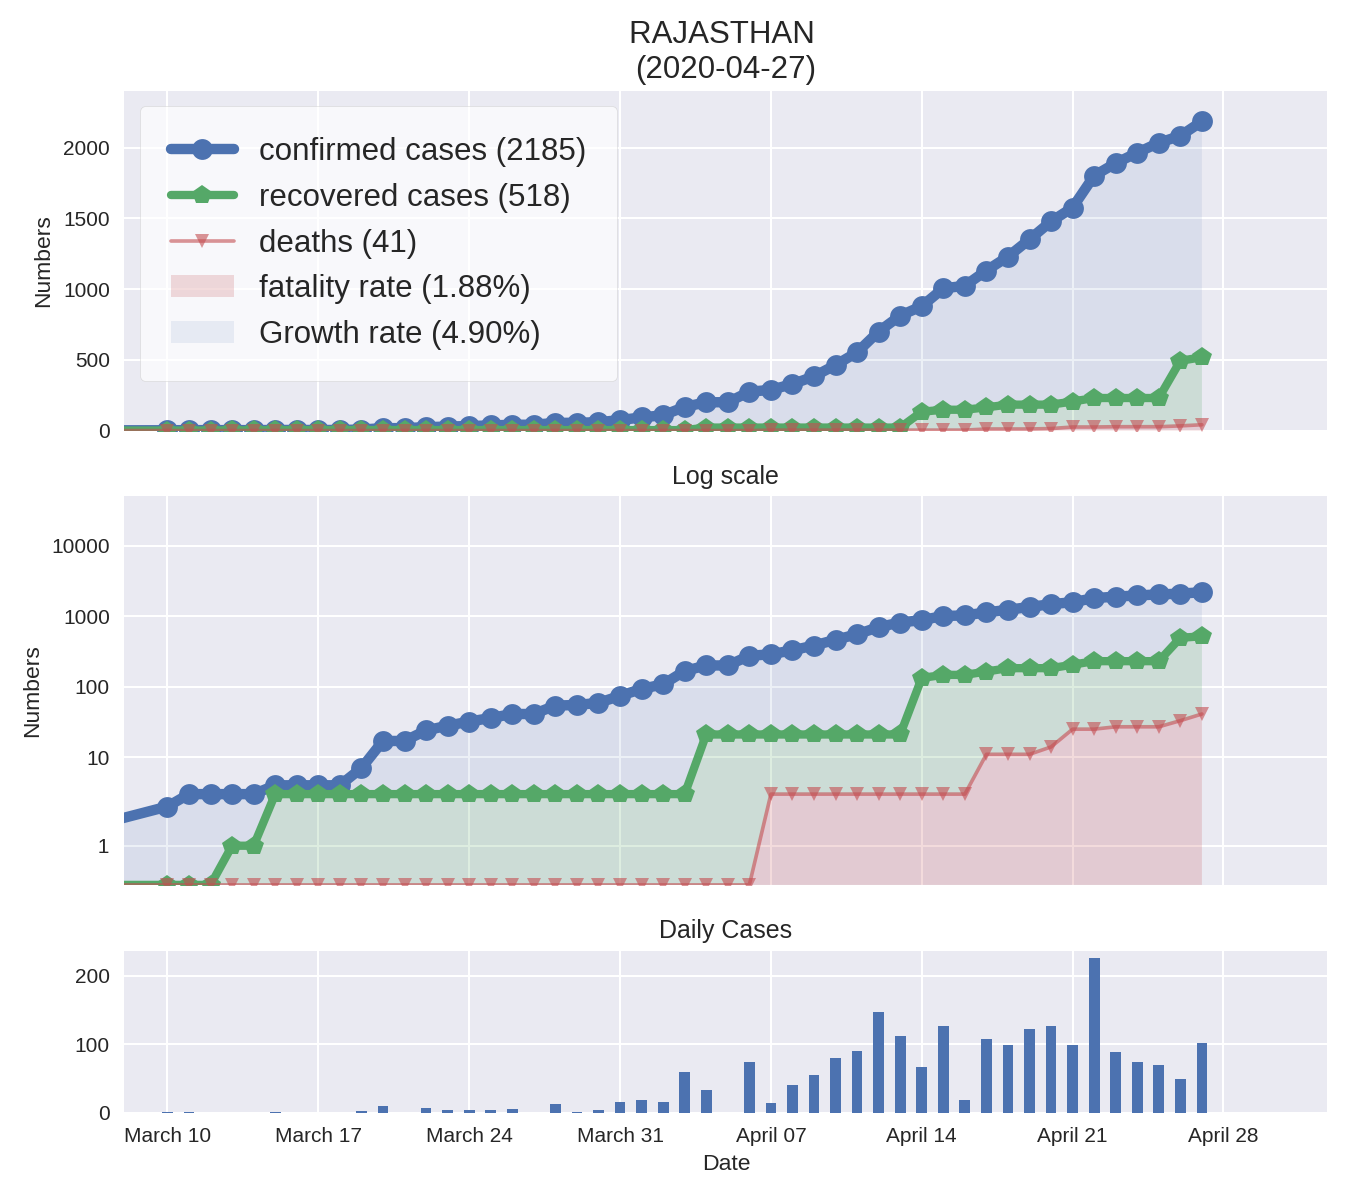 RAJASTHAN
(2020-04-27)
2000
1500
1000
500
0
Numbers
confirmed cases (2185)
recovered cases (518)
deaths (41)
fatality rate (1.88%)
Growth rate (4.90%)
Log scale
10000
1000
100
10
1
Numbers
Daily Cases
200
100
0
March 10 March 17 March 24 March 31 April 07 April 14 April 21 April 28
Date